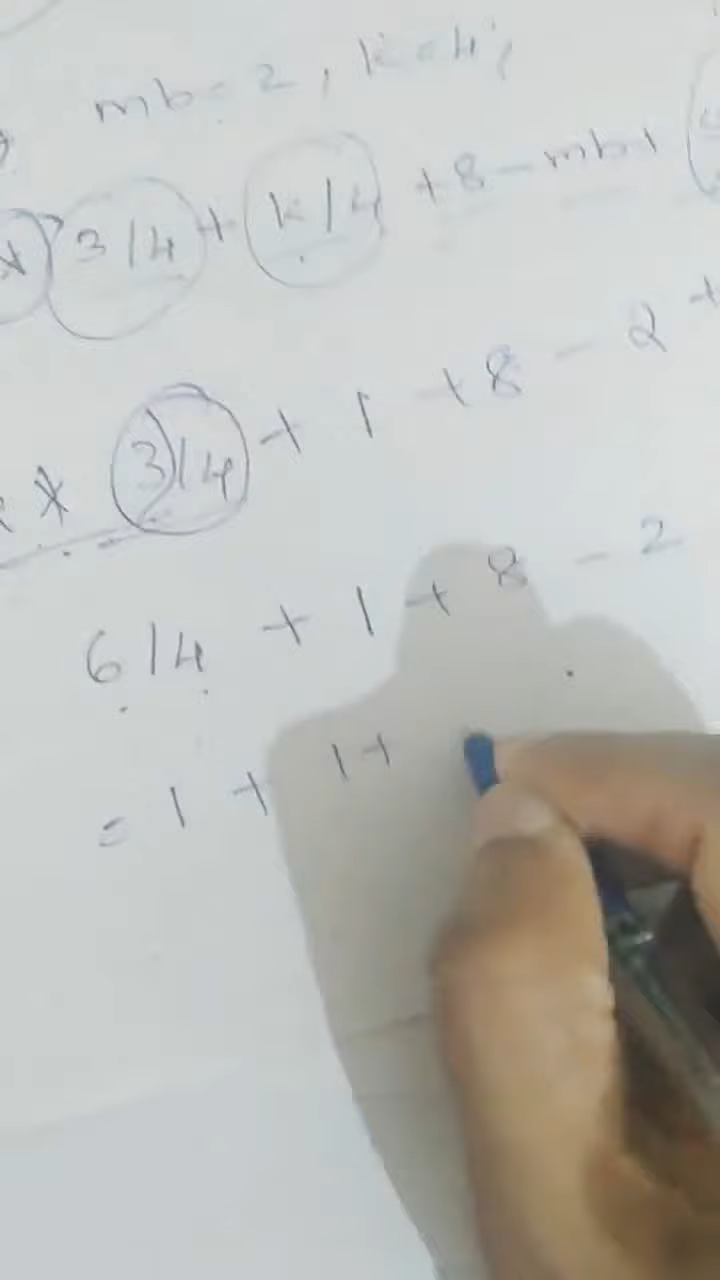 mb = 2, k = 4;
* 3/4 + k/4 + 8 - mb +
* 3/4 + 1 + 8 - 2 +
6/4 + 1 + 8 - 2
= 1 + 1 +